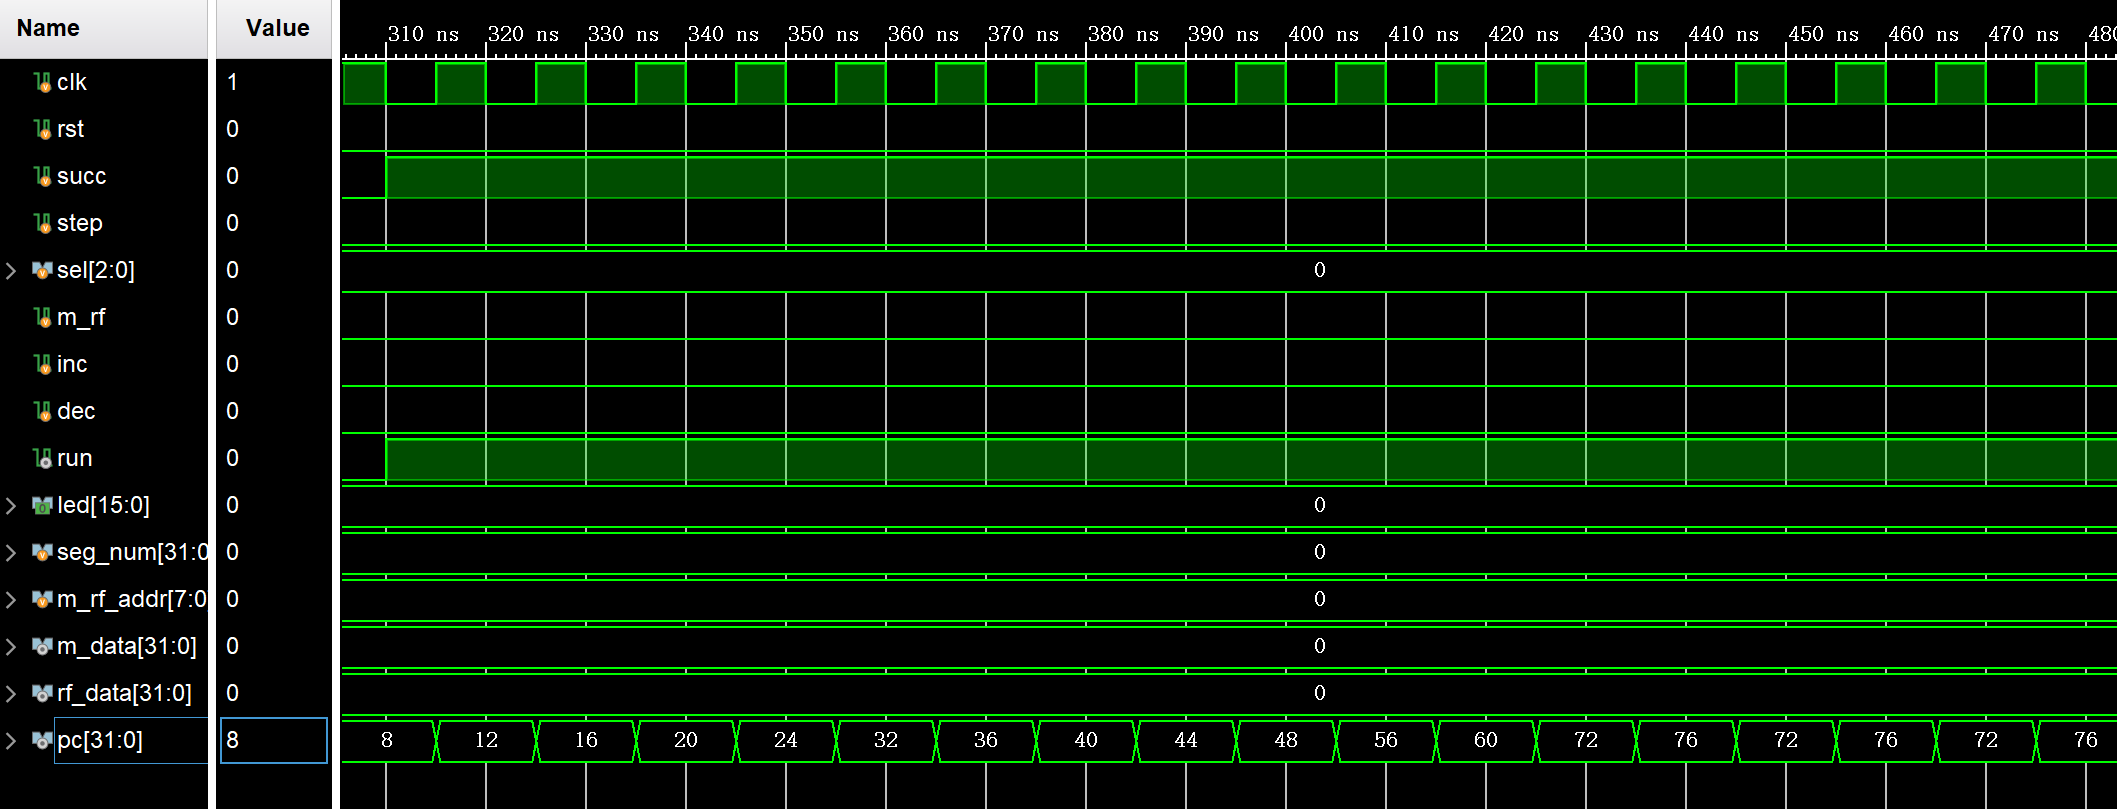 Name Value 310 ns 320 ns 330 ns 340 ns 350 ns 360 ns 370 ns 380 ns 390 ns 400 ns 410 ns 420 ns 430 ns 440 ns 450 ns 460 ns 470 ns 480
clk 1
rst 0
succ 0
step 0
sel[2:0] 0 0
m_rf 0
inc 0
dec 0
run 0
led[15:0] 0 0
seg_num[31:0 0 0
m_rf_addr[7:0 0 0
m_data[31:0] 0 0
rf_data[31:0] 0 0
pc[31:0] 8 8 12 16 20 24 32 36 40 44 48 56 60 72 76 72 76 72 76